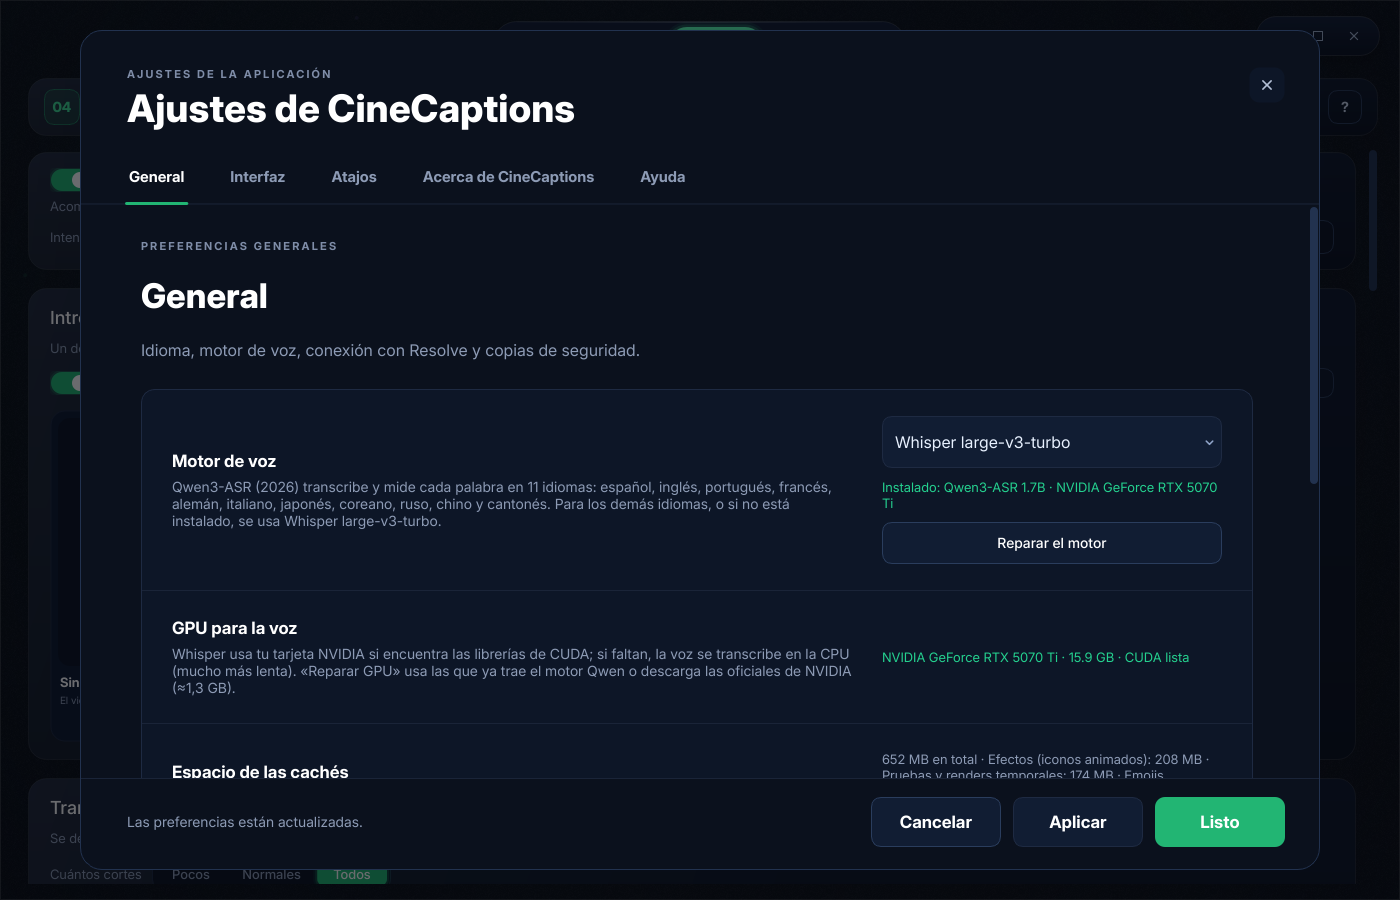 AJUSTES DE LA APLICACIÓN
Ajustes de CineCaptions
04
?
General
Interfaz
Atajos
Acerca de CineCaptions
Ayuda
PREFERENCIAS GENERALES
General
Idioma, motor de voz, conexión con Resolve y copias de seguridad.
Motor de voz
Qwen3-ASR (2026) transcribe y mide cada palabra en 11 idiomas: español, inglés, portugués, francés,
alemán, italiano, japonés, coreano, ruso, chino y cantonés. Para los demás idiomas, o si no está
instalado, se usa Whisper large-v3-turbo.
Whisper large-v3-turbo
Instalado: Qwen3-ASR 1.7B · NVIDIA GeForce RTX 5070
Ti
Reparar el motor
GPU para la voz
Whisper usa tu tarjeta NVIDIA si encuentra las librerías de CUDA; si faltan, la voz se transcribe en la CPU
(mucho más lenta). «Reparar GPU» usa las que ya trae el motor Qwen o descarga las oficiales de NVIDIA
(≈1,3 GB).
NVIDIA GeForce RTX 5070 Ti · 15.9 GB · CUDA lista
Espacio de las cachés
652 MB en total · Efectos (iconos animados): 208 MB ·
Pruebas y renders temporales: 174 MB · Emojis
Las preferencias están actualizadas.
Cancelar
Aplicar
Listo
Cuántos cortes
Pocos
Normales
Todos